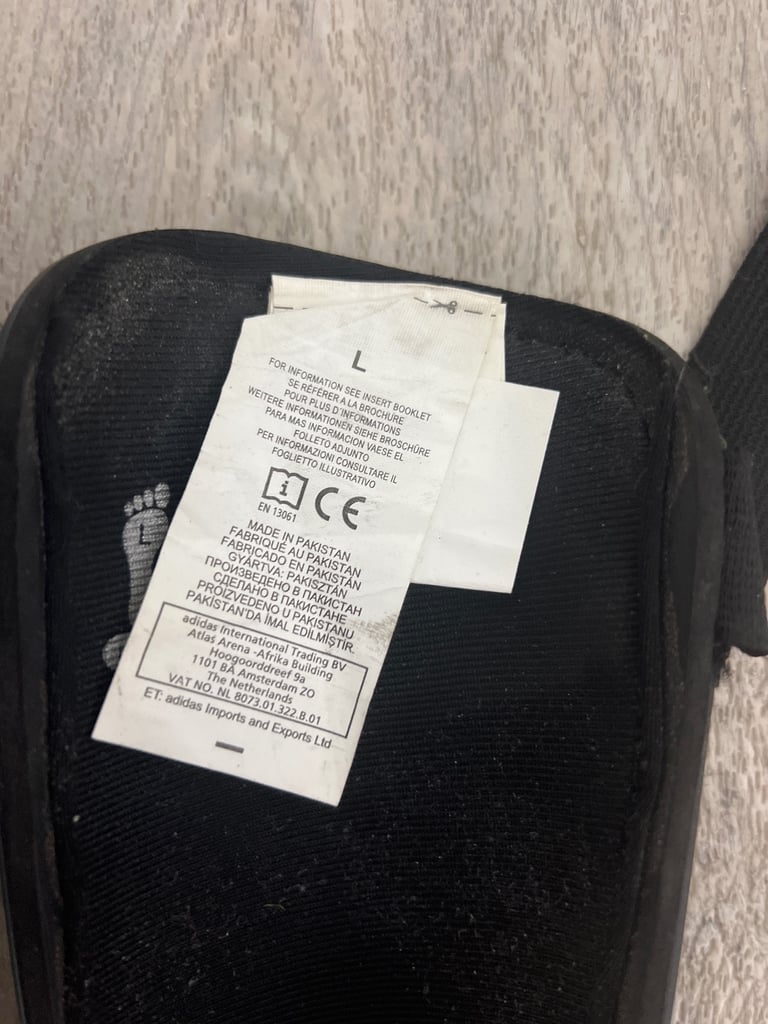 L
FOR INFORMATION SEE INSERT BOOKLET
SE RÉFÉRER A LA BROCHURE
POUR PLUS D'INFORMATIONS
WEITERE INFORMATIONEN SIEHE BROSCHÜRE
PARA MAS INFORMACION VAESE EL
FOLLETO ADJUNTO
PER INFORMAZIONI CONSULTARE IL
FOGLIETTO ILLUSTRATIVO
i CE
EN 13061
MADE IN PAKISTAN
FABRIQUÉ AU PAKISTAN
FABRICADO EN PAKISTÁN
GYÁRTVA: PAKISZTÁN
ПРОИЗВЕДЕНО В ПАКИСТАН
СДЕЛАНО В ПАКИСТАНЕ
PROIZVEDENO U PAKISTANU
PAKİSTAN'DA İMAL EDİLMİŞTİR.
adidas International Trading BV
Atlas Arena -Afrika Building
Hoogoorddreef 9a
1101 BA Amsterdam ZO
The Netherlands
VAT NO. NL 8073.01.322.B.01
ET: adidas Imports and Exports Ltd
L